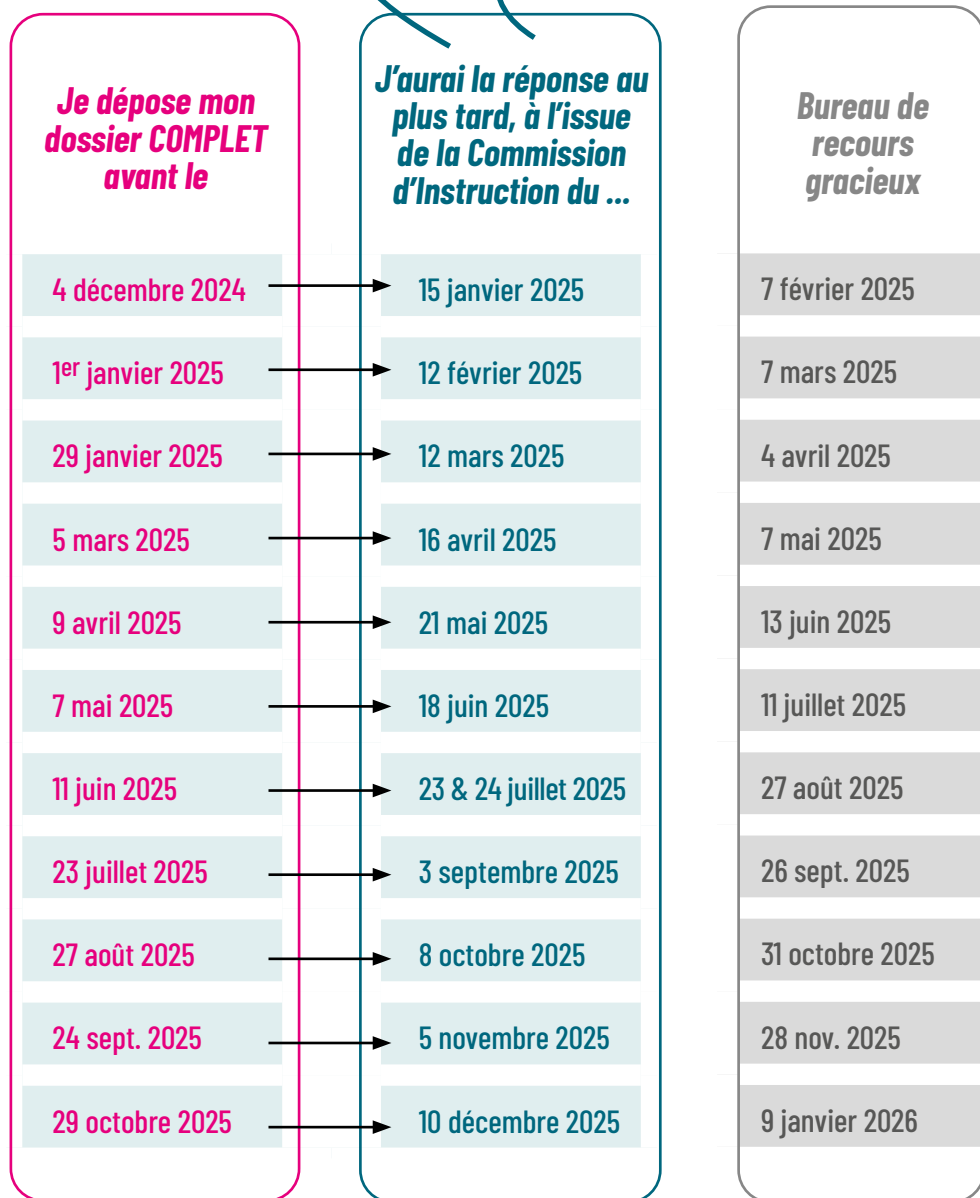 Je dépose mon
dossier COMPLET
avant le
J'aurai la réponse au
plus tard, à l'issue
de la Commission
d'Instruction du ...
Bureau de
recours
gracieux
4 décembre 2024
15 janvier 2025
7 février 2025
1er janvier 2025
12 février 2025
7 mars 2025
29 janvier 2025
12 mars 2025
4 avril 2025
5 mars 2025
16 avril 2025
7 mai 2025
9 avril 2025
21 mai 2025
13 juin 2025
7 mai 2025
18 juin 2025
11 juillet 2025
11 juin 2025
23 & 24 juillet 2025
27 août 2025
23 juillet 2025
3 septembre 2025
26 sept. 2025
27 août 2025
8 octobre 2025
31 octobre 2025
24 sept. 2025
5 novembre 2025
28 nov. 2025
29 octobre 2025
10 décembre 2025
9 janvier 2026